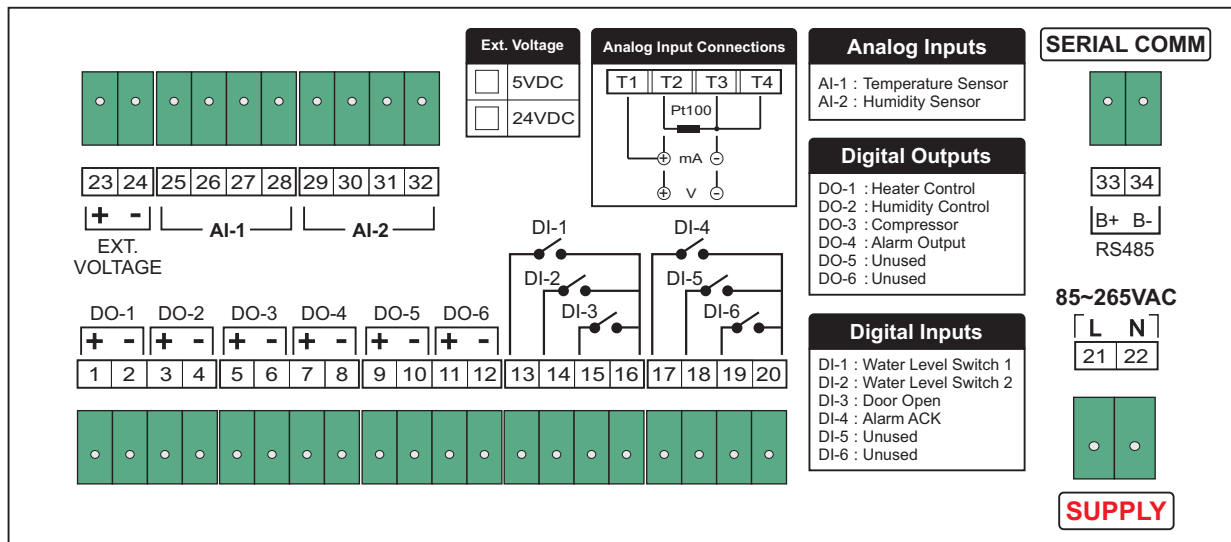 Ext. Voltage
5VDC
24VDC
Analog Input Connections
T1 T2 T3 T4
Pt100
+ mA -
+ V -
Analog Inputs
AI-1 : Temperature Sensor
AI-2 : Humidity Sensor
SERIAL COMM
33 34
B+ B-
RS485
23 24 25 26 27 28 29 30 31 32
+ -
EXT.
VOLTAGE
AI-1
AI-2
Digital Outputs
DO-1 : Heater Control
DO-2 : Humidity Control
DO-3 : Compressor
DO-4 : Alarm Output
DO-5 : Unused
DO-6 : Unused
DI-1
DI-2
DI-3
DI-4
DI-5
DI-6
DO-1 DO-2 DO-3 DO-4 DO-5 DO-6
+ - + - + - + - + - + -
1 2 3 4 5 6 7 8 9 10 11 12 13 14 15 16 17 18 19 20
Digital Inputs
DI-1 : Water Level Switch 1
DI-2 : Water Level Switch 2
DI-3 : Door Open
DI-4 : Alarm ACK
DI-5 : Unused
DI-6 : Unused
85~265VAC
L N
21 22
SUPPLY